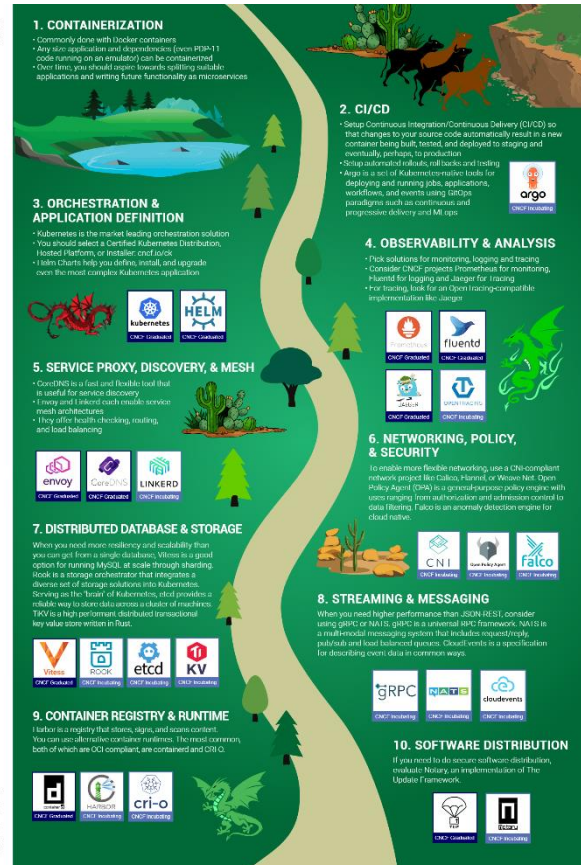 1. CONTAINERIZATION
• Commonly done with Docker containers
• Any size application and dependencies (even PDP-11
code running on an emulator) can be containerized
• Over time, you should aspire towards splitting suitable
applications and writing future functionality as microservices
2. CI/CD
• Setup Continuous Integration/Continuous Delivery (CI/CD) so
that changes to your source code automatically result in a new
container being built, tested, and deployed to staging and
eventually, perhaps, to production
• Setup automated rollouts, roll backs and testing
• Argo is a set of Kubernetes-native tools for
deploying and running jobs, applications,
workflows, and events using GitOps
paradigms such as continuous and
progressive delivery and MLops
argo
CNCF Incubating
3. ORCHESTRATION &
APPLICATION DEFINITION
• Kubernetes is the market leading orchestration solution
• You should select a Certified Kubernetes Distribution,
Hosted Platform, or Installer: cncf.io/ck
• Helm Charts help you define, install, and upgrade
even the most complex Kubernetes application
kubernetes
CNCF Graduated
HELM
CNCF Graduated
4. OBSERVABILITY & ANALYSIS
• Pick solutions for monitoring, logging and tracing
• Consider CNCF projects Prometheus for monitoring,
Fluentd for logging and Jaeger for Tracing
• For tracing, look for an OpenTracing-compatible
implementation like Jaeger
Prometheus
CNCF Graduated
fluentd
CNCF Graduated
JAEGER
CNCF Graduated
OPENTRACING
CNCF Incubating
5. SERVICE PROXY, DISCOVERY, & MESH
• CoreDNS is a fast and flexible tool that
is useful for service discovery
• Envoy and Linkerd each enable service
mesh architectures
• They offer health checking, routing,
and load balancing
envoy
CNCF Graduated
CoreDNS
CNCF Graduated
LINKERD
CNCF Incubating
6. NETWORKING, POLICY,
& SECURITY
To enable more flexible networking, use a CNI-compliant
network project like Calico, Flannel, or Weave Net. Open
Policy Agent (OPA) is a general-purpose policy engine with
uses ranging from authorization and admission control to
data filtering. Falco is an anomaly detection engine for
cloud native.
CNI
CNCF Incubating
Open Policy Agent
CNCF Incubating
Falco
CNCF Incubating
7. DISTRIBUTED DATABASE & STORAGE
When you need more resiliency and scalability than
you can get from a single database, Vitess is a good
option for running MySQL at scale through sharding.
Rook is a storage orchestrator that integrates a
diverse set of storage solutions into Kubernetes.
Serving as the "brain" of Kubernetes, etcd provides a
reliable way to store data across a cluster of machines.
TiKV is a high performant distributed transactional
key value store written in Rust.
Vitess
CNCF Graduated
ROOK
CNCF Incubating
etcd
CNCF Incubating
KV
CNCF Incubating
8. STREAMING & MESSAGING
When you need higher performance than JSON-REST, consider
using gRPC or NATS. gRPC is a universal RPC framework. NATS is
a multi-modal messaging system that includes request/reply,
pub/sub and load balanced queues. CloudEvents is a specification
for describing event data in common ways.
gRPC
CNCF Incubating
NATS
CNCF Incubating
cloudevents
CNCF Incubating
9. CONTAINER REGISTRY & RUNTIME
Harbor is a registry that stores, signs, and scans content.
You can use alternative container runtimes. The most common,
both of which are OCI compliant, are containerd and CRI-O.
containerd
CNCF Graduated
HARBOR
CNCF Incubating
cri-o
CNCF Incubating
10. SOFTWARE DISTRIBUTION
If you need to do secure software distribution,
evaluate Notary, an implementation of The
Update Framework.
TUF
CNCF Graduated
Notary
CNCF Incubating